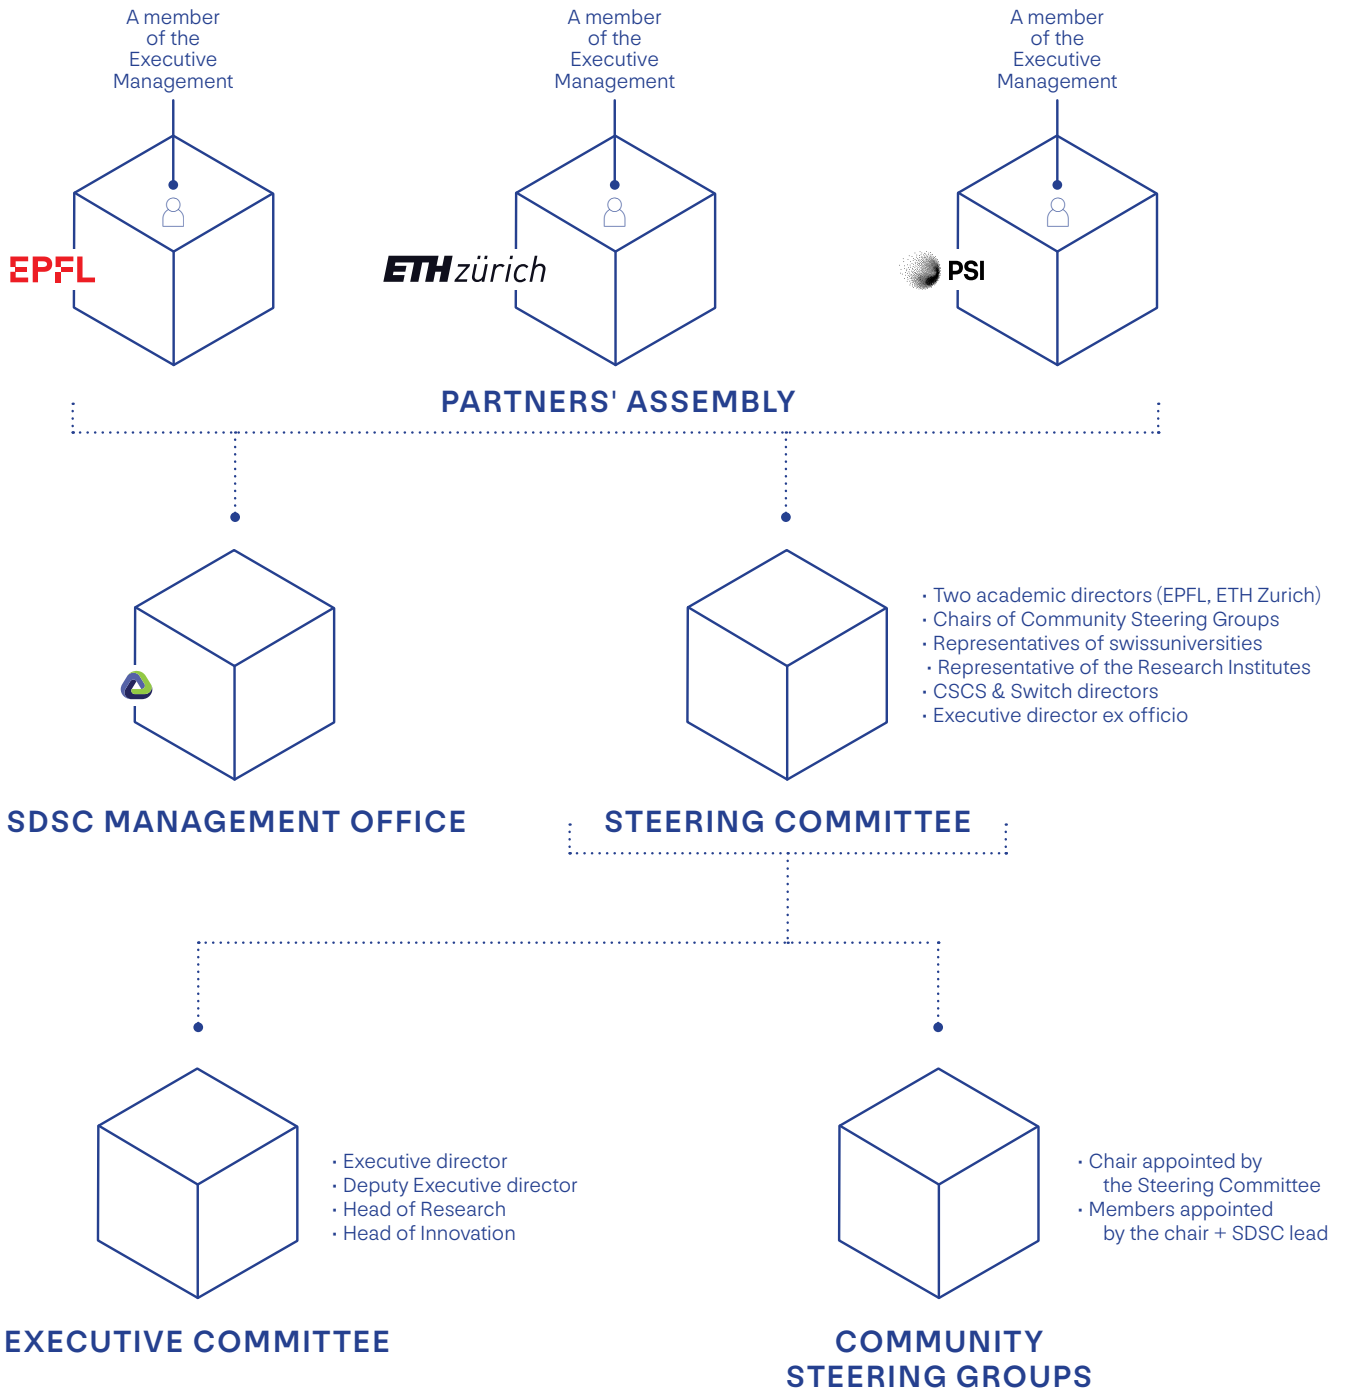 A member
of the
Executive
Management
A member
of the
Executive
Management
A member
of the
Executive
Management
EPFL
ETH zürich
PSI
PARTNERS' ASSEMBLY
· Two academic directors (EPFL, ETH Zurich)
· Chairs of Community Steering Groups
· Representatives of swissuniversities
· Representative of the Research Institutes
· CSCS & Switch directors
· Executive director ex officio
SDSC MANAGEMENT OFFICE
STEERING COMMITTEE
· Executive director
· Deputy Executive director
· Head of Research
· Head of Innovation
· Chair appointed by
the Steering Committee
· Members appointed
by the chair + SDSC lead
EXECUTIVE COMMITTEE
COMMUNITY
STEERING GROUPS